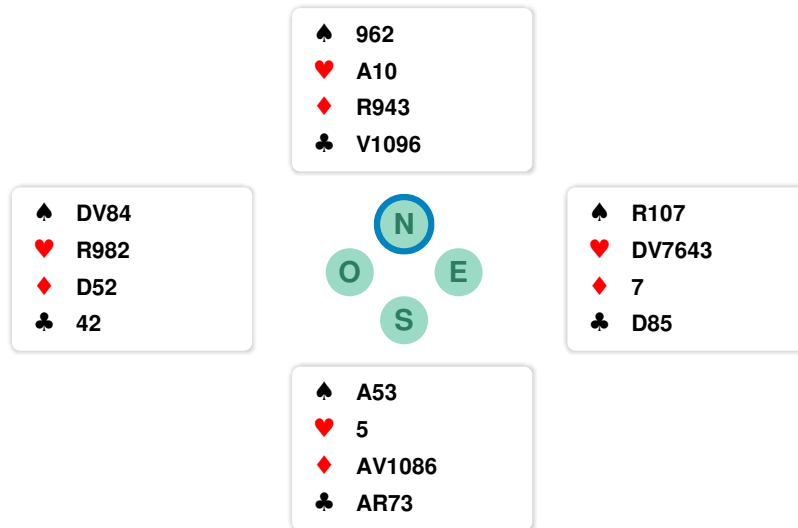 ♠ 962
♥ A10
♦ R943
♣ V1096
♠ DV84
♥ R982
♦ D52
♣ 42
N
O E
S
♠ R107
♥ DV7643
♦ 7
♣ D85
♠ A53
♥ 5
♦ AV1086
♣ AR73